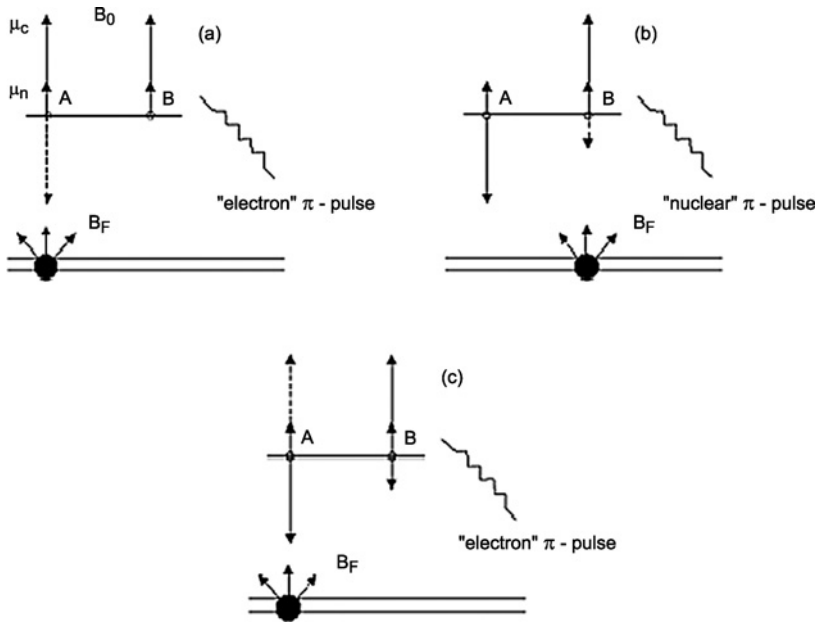 μc B0 (a)
μn A B
"electron" π - pulse
BF
(b)
A B
"nuclear" π - pulse
BF
(c)
A B
"electron" π - pulse
BF